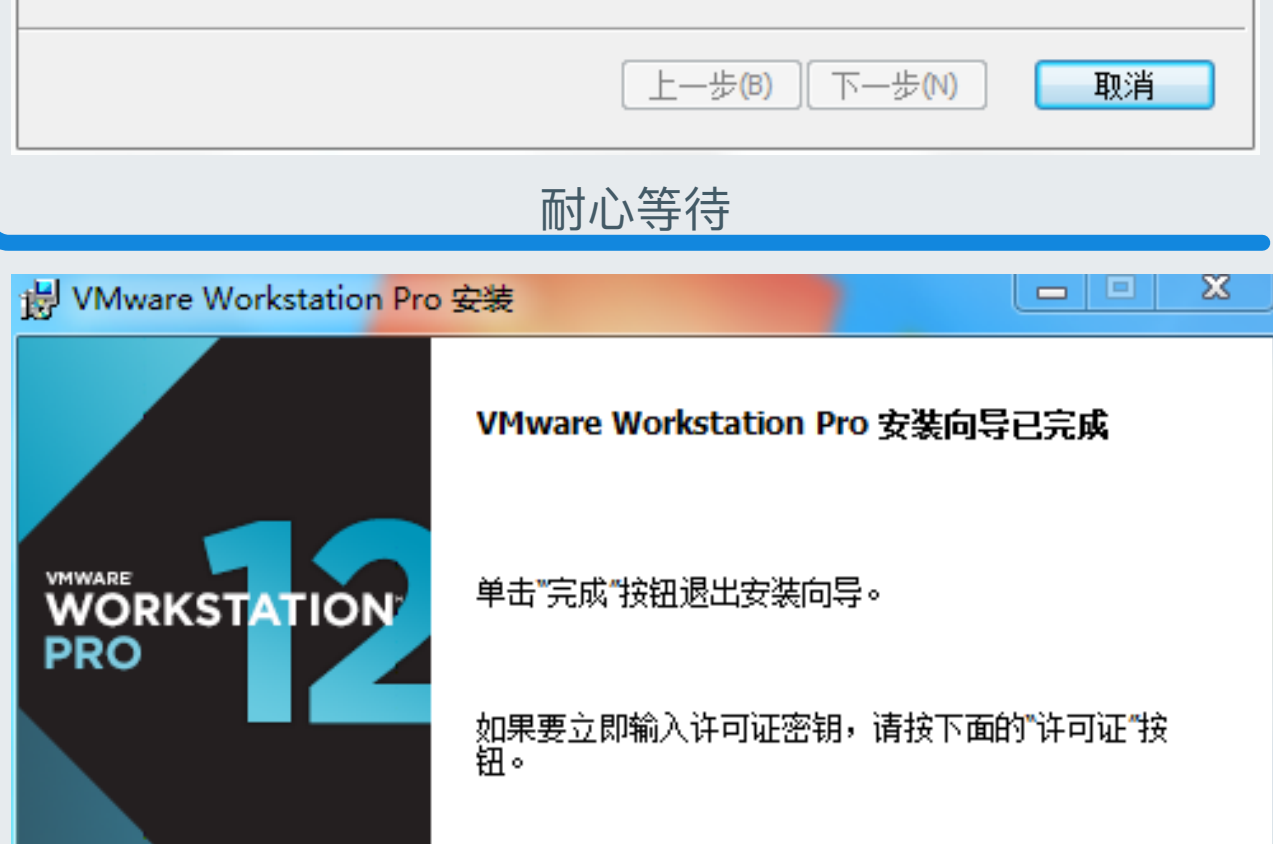 上一步(B) 下一步(N) 取消
耐心等待
VMware Workstation Pro 安装
VMware Workstation Pro 安装向导已完成
单击"完成"按钮退出安装向导。
VMWARE
WORKSTATION™
PRO
12
如果要立即输入许可证密钥，请按下面的"许可证"按
钮。